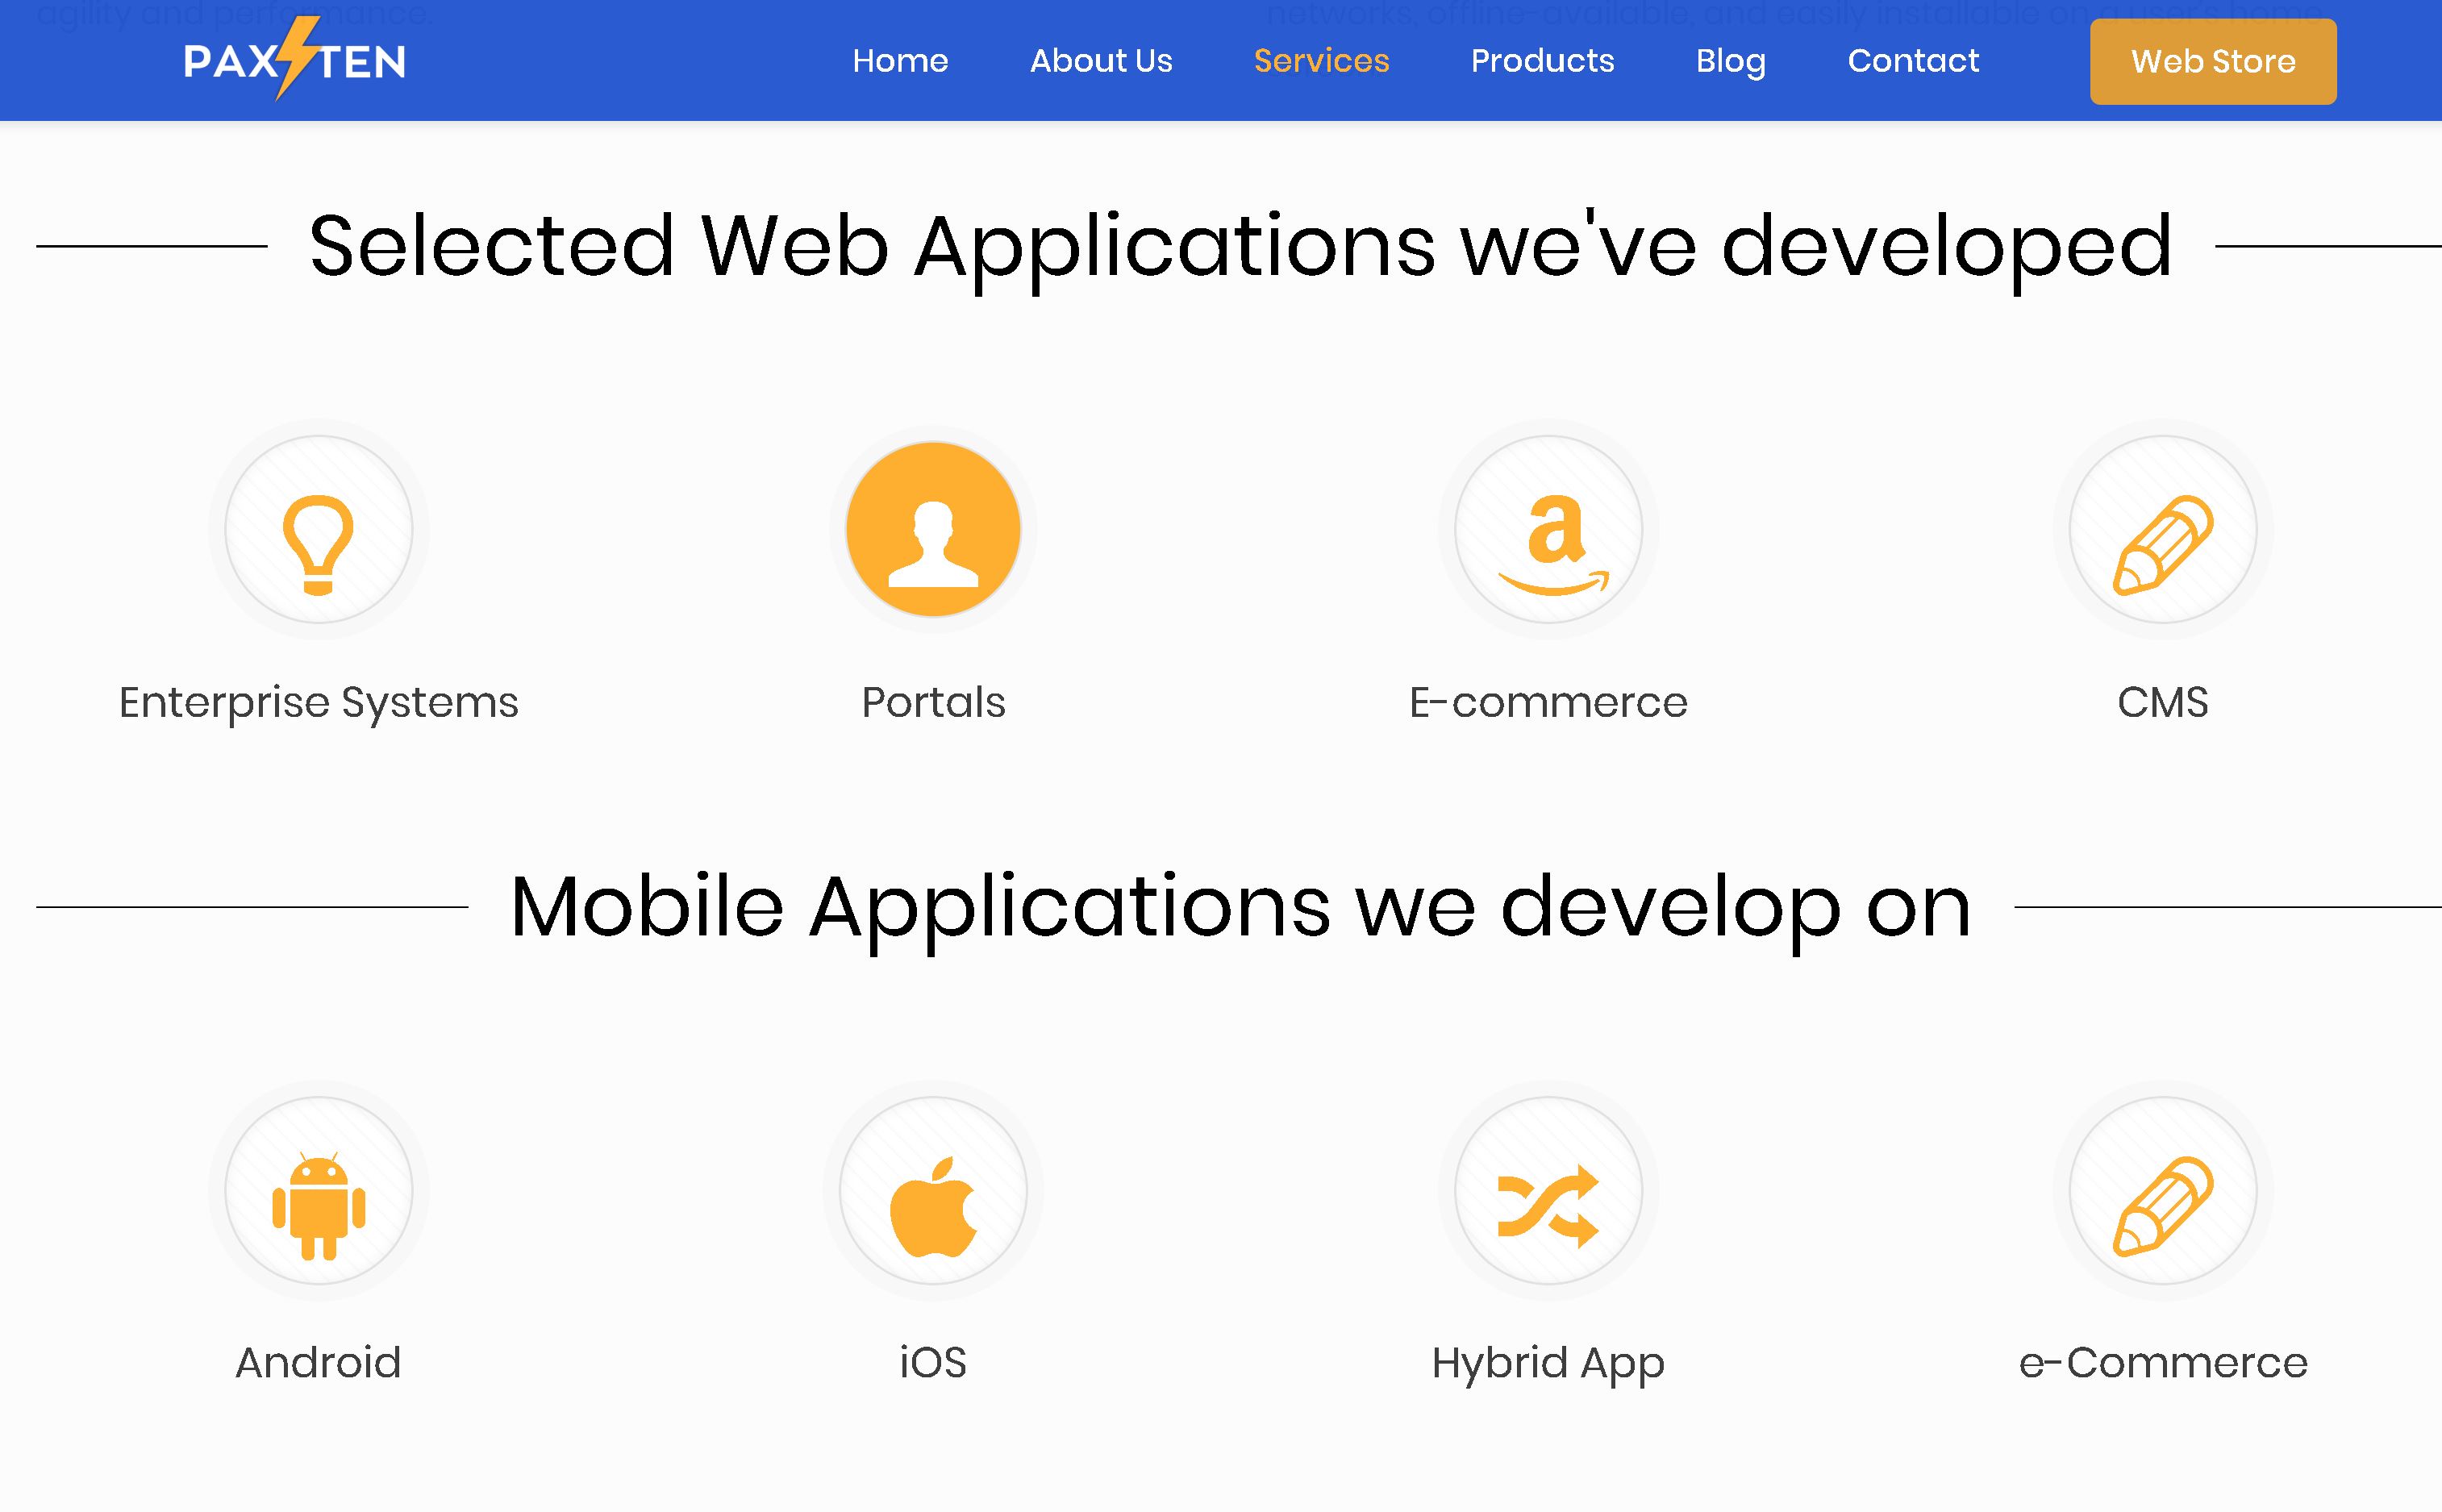 agility and performance.
networks, offline-available, and easily installable on a user's home
PAX TEN
Home About Us Services Products Blog Contact Web Store
Selected Web Applications we've developed
Enterprise Systems Portals E-commerce CMS
Mobile Applications we develop on
Android iOS Hybrid App e-Commerce